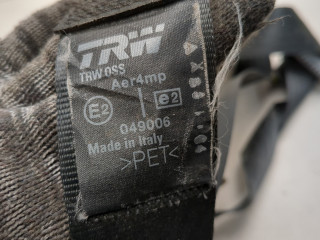 TRW
TRW OSS
Aer4mp
E2 | e2
049006
Made in Italy
>PET<